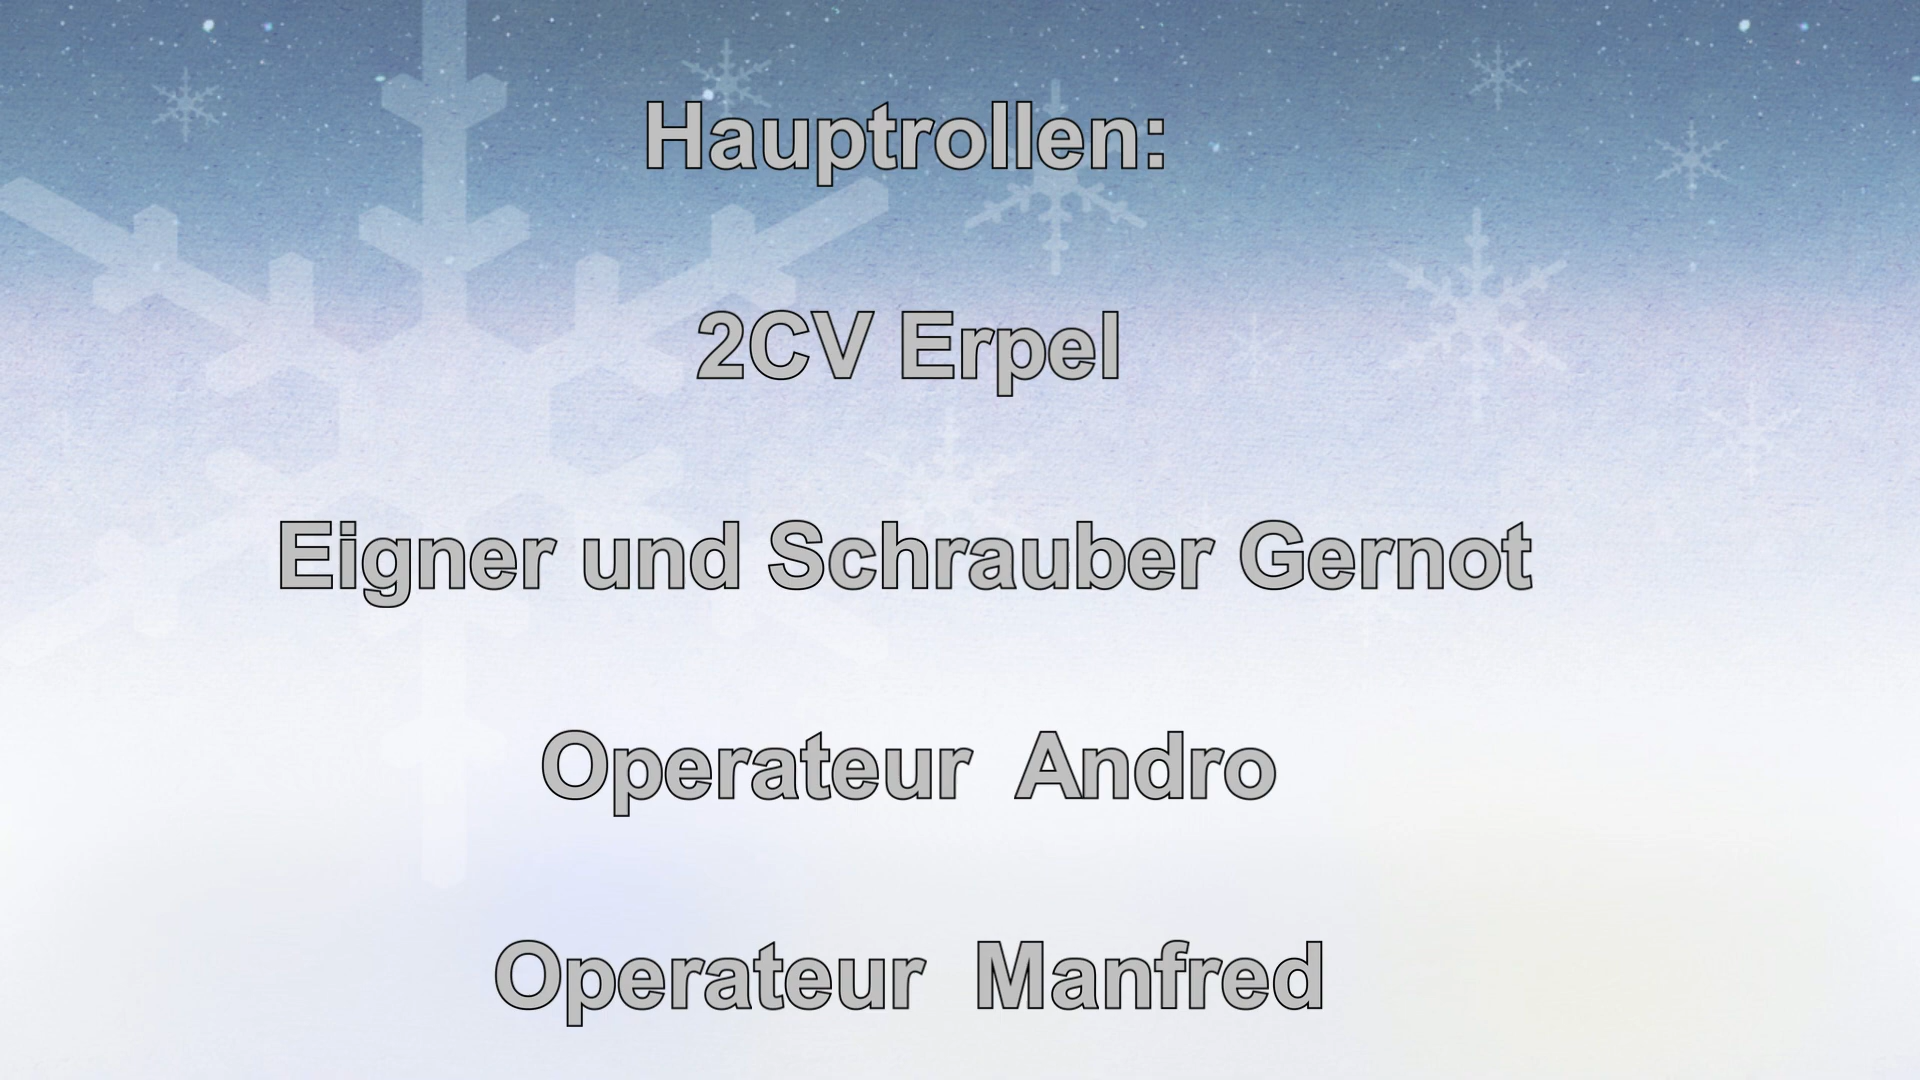 Hauptrollen:
2CV Erpel
Eigner und Schrauber Gernot
Operateur  Andro
Operateur  Manfred